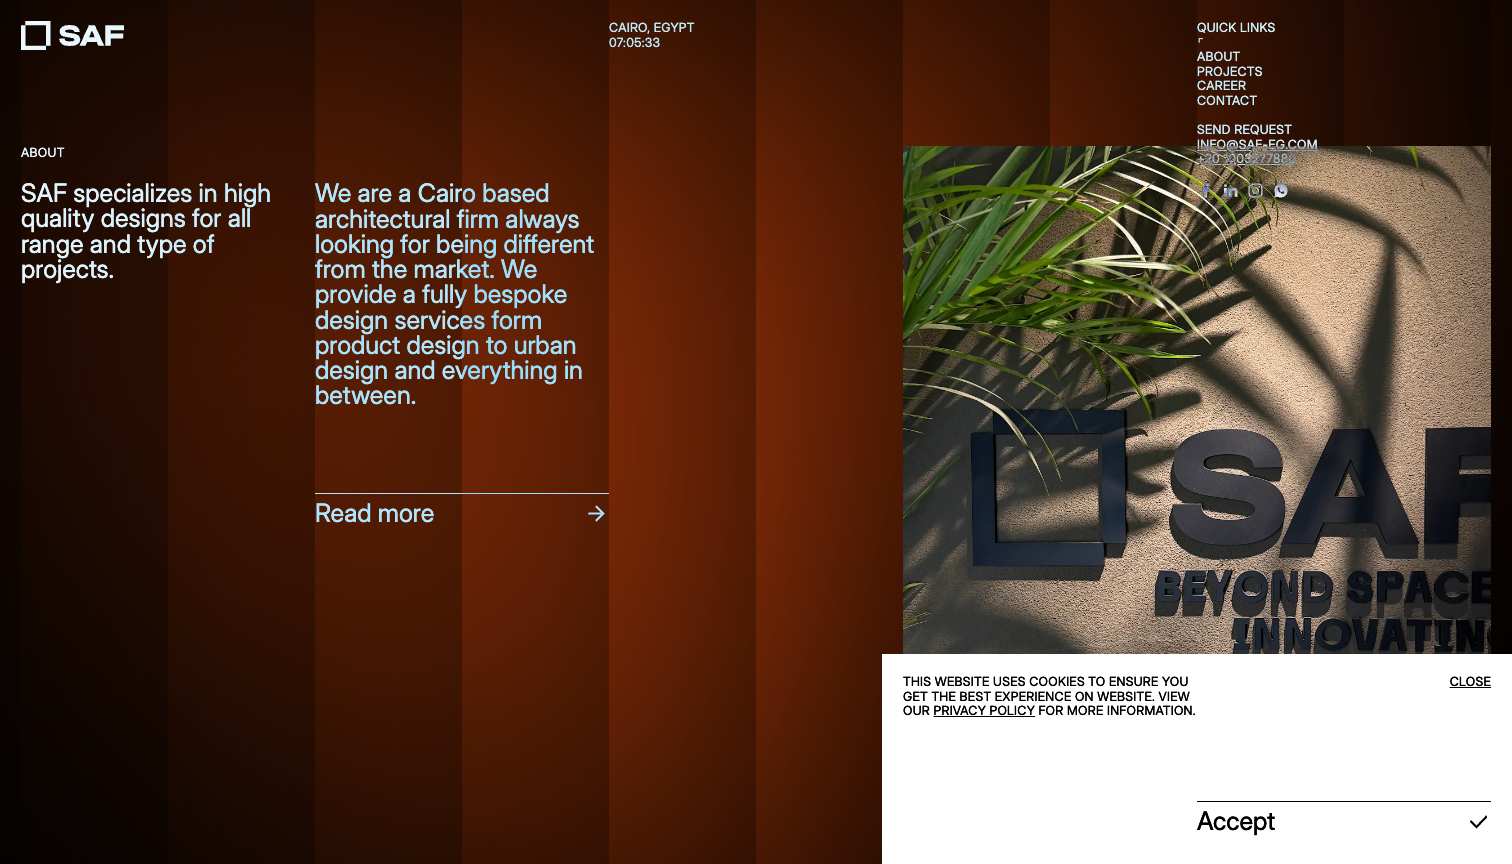 SAF
CAIRO, EGYPT
07:05:33
QUICK LINKS
ABOUT
PROJECTS
CAREER
CONTACT
SEND REQUEST
INFO@SAF-EG.COM
ABOUT
SAF specializes in high
quality designs for all
range and type of
projects.
We are a Cairo based
architectural firm always
looking for being different
from the market. We
provide a fully bespoke
design services form
product design to urban
design and everything in
between.
Read more
SAF
BEYOND SPACE
INNOVATIN
THIS WEBSITE USES COOKIES TO ENSURE YOU
GET THE BEST EXPERIENCE ON WEBSITE. VIEW
OUR PRIVACY POLICY FOR MORE INFORMATION.
CLOSE
Accept